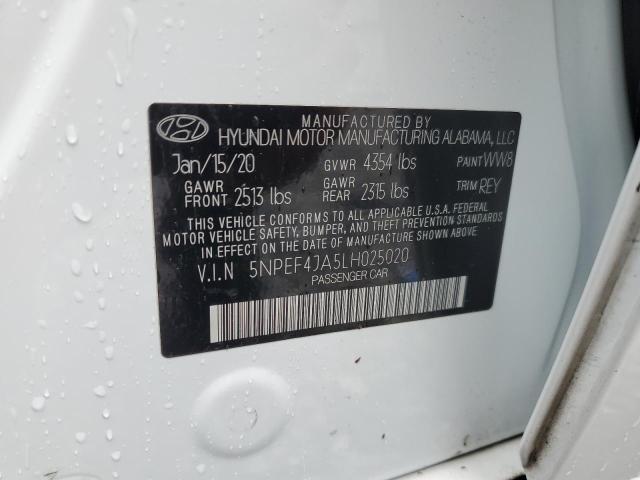 MANUFACTURED BY
HYUNDAI MOTOR MANUFACTURING ALABAMA, LLC
Jan/15/20 GVWR 4354 lbs PAINT WW8
GAWR FRONT 2513 lbs GAWR REAR 2315 lbs TRIM REY
THIS VEHICLE CONFORMS TO ALL APPLICABLE U.S.A. FEDERAL
MOTOR VEHICLE SAFETY, BUMPER, AND THEFT PREVENTION STANDARDS
IN EFFECT ON THE DATE OF MANUFACTURE SHOWN ABOVE.
V.I.N 5NPEF4JA5LH025020
PASSENGER CAR